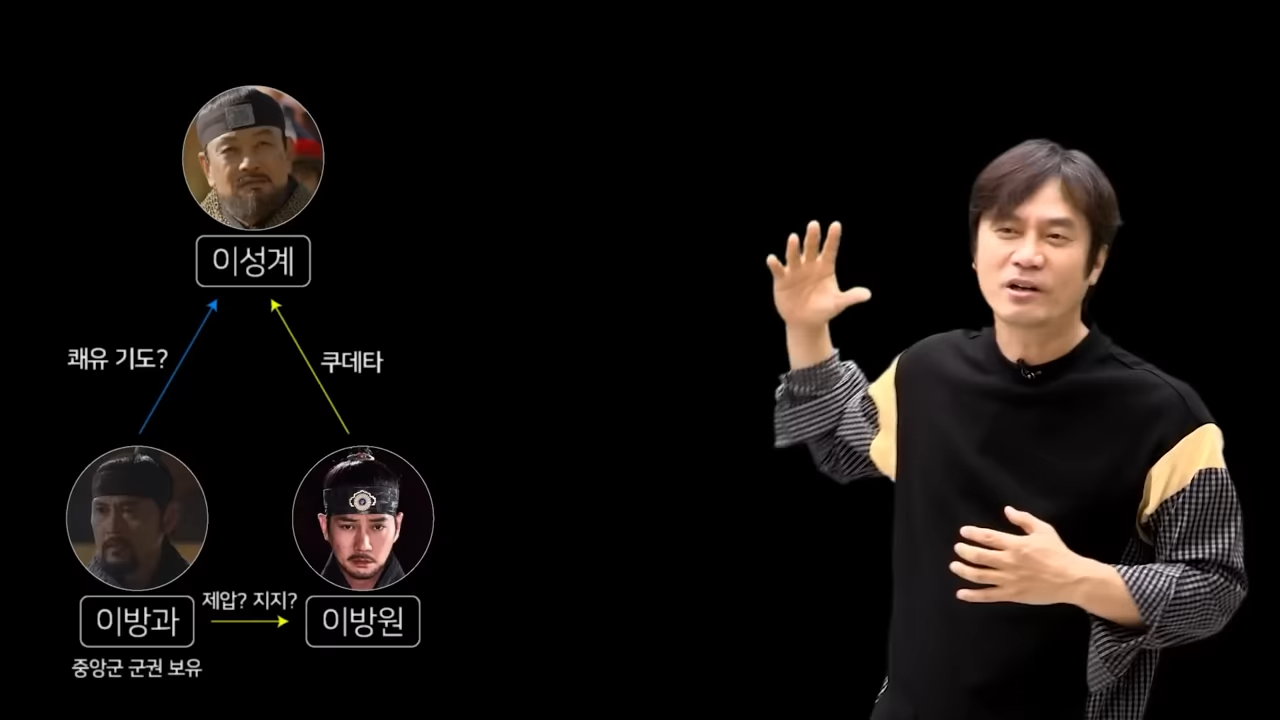 이성계
쾌유 기도?
쿠데타
제압? 지지?
이방과
이방원
중앙군 군권 보유